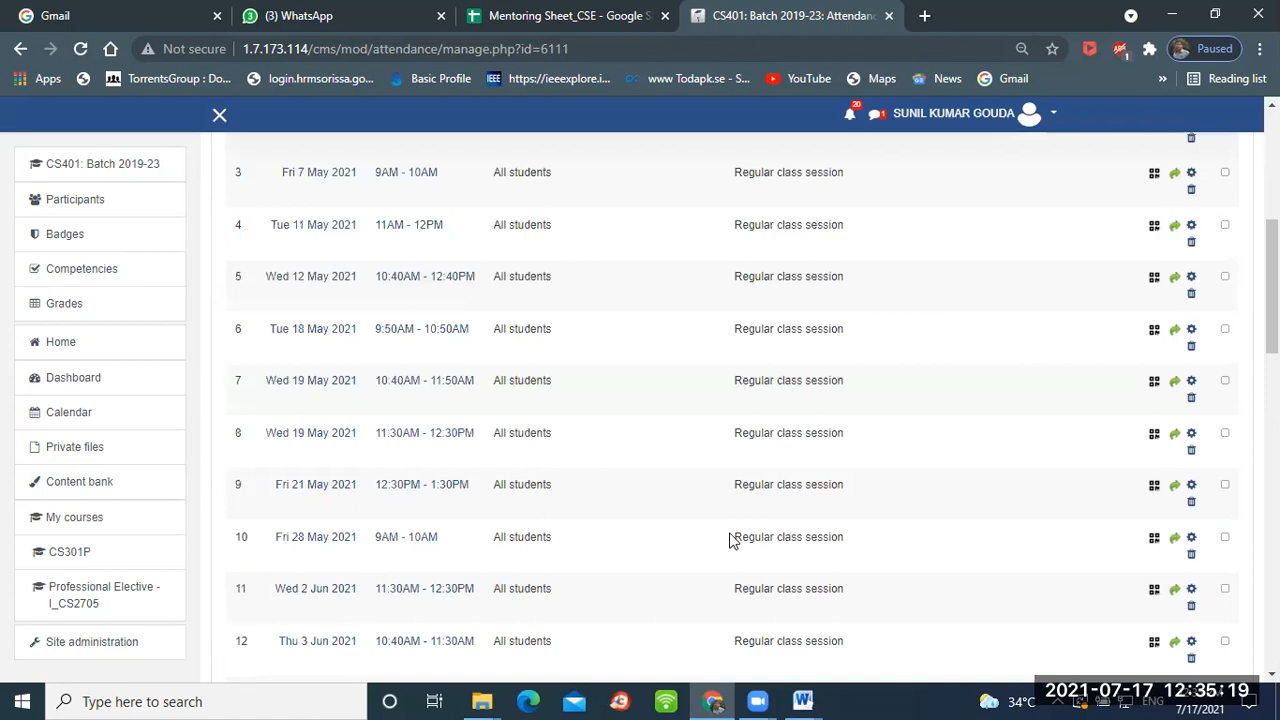 Gmail
(3) WhatsApp
Mentoring Sheet_CSE - Google S
CS401: Batch 2019-23: Attendan
Not secure
1.7.173.114/cms/mod/attendance/manage.php?id=6111
Paused
Apps
TorrentsGroup : Do...
login.hrmsorissa.go...
Basic Profile
IEEE
https://ieeexplore.i...
www Todapk.se - S...
YouTube
Maps
News
Gmail
»
Reading list
20
1
SUNIL KUMAR GOUDA
CS401: Batch 2019-23
Participants
Badges
Competencies
Grades
Home
Dashboard
Calendar
Private files
Content bank
My courses
CS301P
Professional Elective -
I_CS2705
Site administration
3 Fri 7 May 2021 9AM - 10AM All students Regular class session
4 Tue 11 May 2021 11AM - 12PM All students Regular class session
5 Wed 12 May 2021 10:40AM - 12:40PM All students Regular class session
6 Tue 18 May 2021 9:50AM - 10:50AM All students Regular class session
7 Wed 19 May 2021 10:40AM - 11:50AM All students Regular class session
8 Wed 19 May 2021 11:30AM - 12:30PM All students Regular class session
9 Fri 21 May 2021 12:30PM - 1:30PM All students Regular class session
10 Fri 28 May 2021 9AM - 10AM All students Regular class session
11 Wed 2 Jun 2021 11:30AM - 12:30PM All students Regular class session
12 Thu 3 Jun 2021 10:40AM - 11:30AM All students Regular class session
Type here to search
34°C
ENG
2021-07-17 12:35:19
7/17/2021